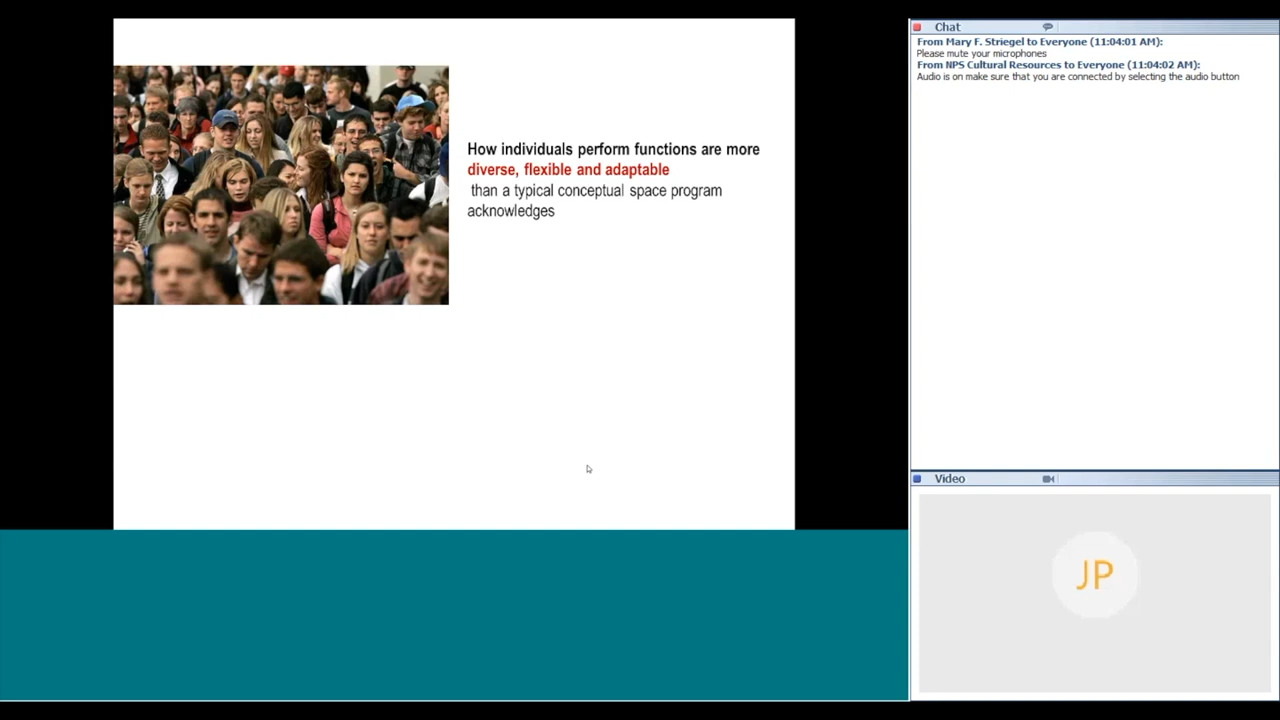 How individuals perform functions are more
diverse, flexible and adaptable
than a typical conceptual space program
acknowledges
Chat
From Mary F. Striegel to Everyone (11:04:01 AM):
Please mute your microphones
From NPS Cultural Resources to Everyone (11:04:02 AM):
Audio is on make sure that you are connected by selecting the audio button
Video
JP